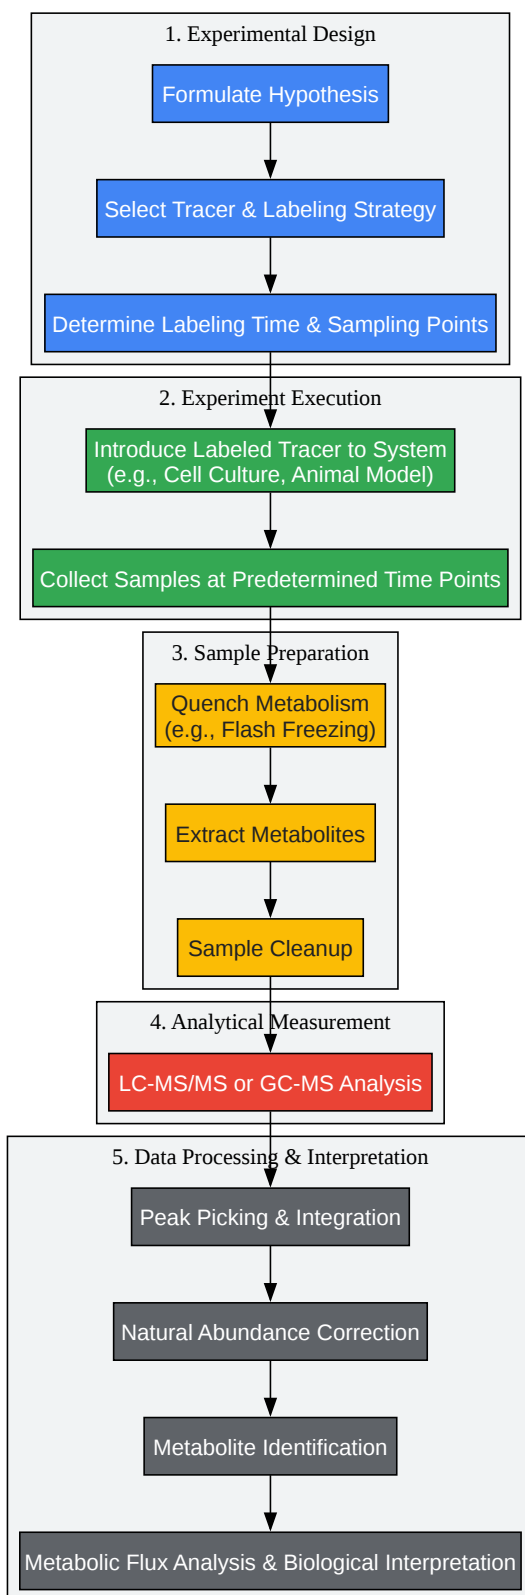 1. Experimental Design
Formulate Hypothesis
Select Tracer & Labeling Strategy
Determine Labeling Time & Sampling Points
2. Experiment Execution
Introduce Labeled Tracer to System
(e.g., Cell Culture, Animal Model)
Collect Samples at Predetermined Time Points
3. Sample Preparation
Quench Metabolism
(e.g., Flash Freezing)
Extract Metabolites
Sample Cleanup
4. Analytical Measurement
LC-MS/MS or GC-MS Analysis
5. Data Processing & Interpretation
Peak Picking & Integration
Natural Abundance Correction
Metabolite Identification
Metabolic Flux Analysis & Biological Interpretation